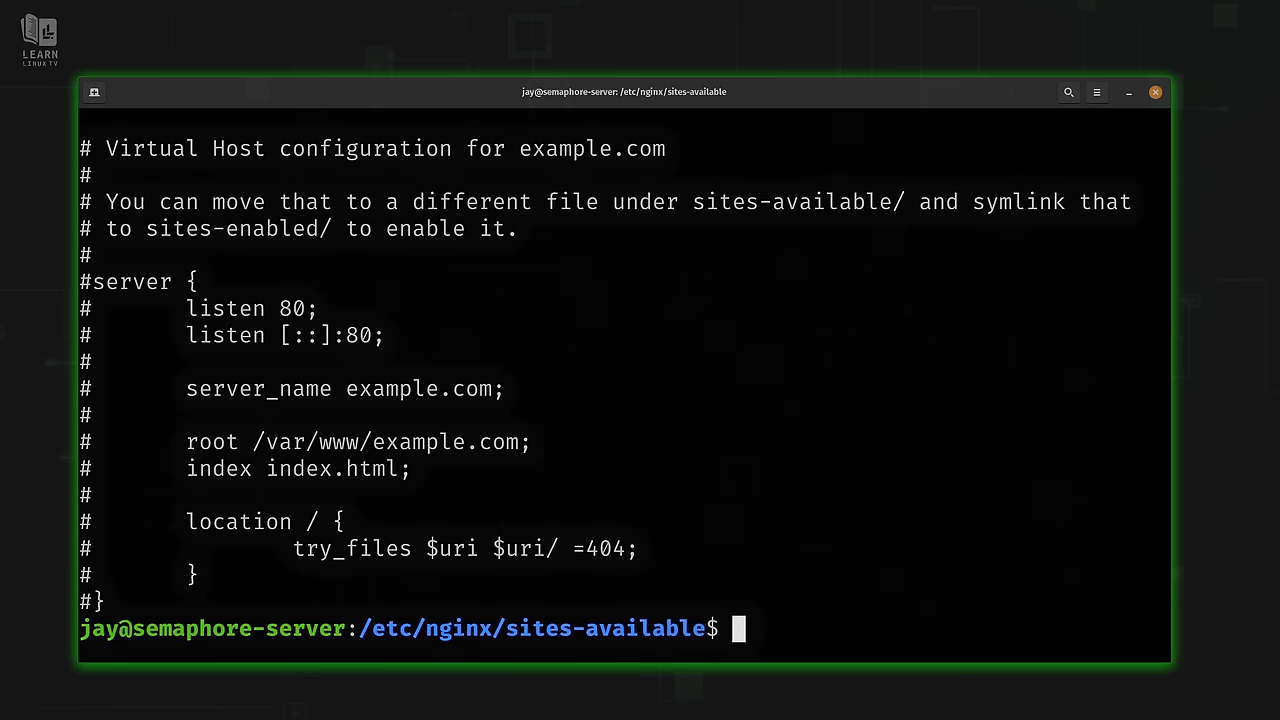 LEARN
LINUX TV
jay@semaphore-server: /etc/nginx/sites-available
# Virtual Host configuration for example.com
#
# You can move that to a different file under sites-available/ and symlink that
# to sites-enabled/ to enable it.
#
#server {
#       listen 80;
#       listen [::]:80;
#
#       server_name example.com;
#
#       root /var/www/example.com;
#       index index.html;
#
#       location / {
#               try_files $uri $uri/ =404;
#       }
#}
jay@semaphore-server:/etc/nginx/sites-available$